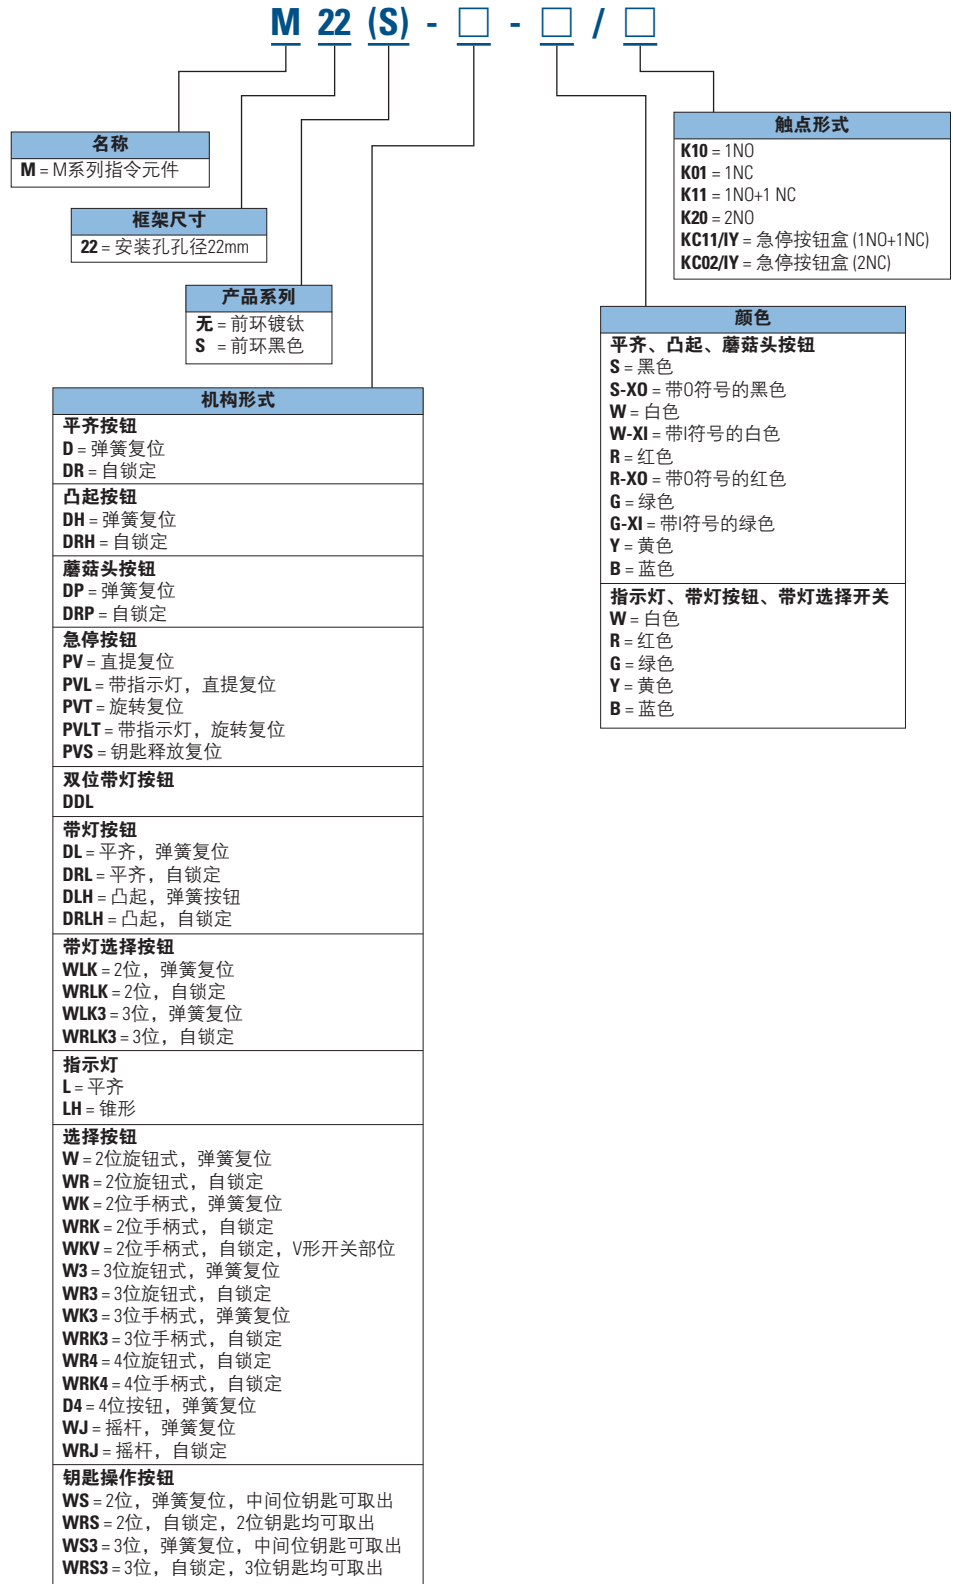 M 22 (S) - □ - □ / □
名称
M = M系列指令元件
框架尺寸
22 = 安装孔孔径22mm
产品系列
无 = 前环镀钛
S = 前环黑色
机构形式
平齐按钮
D = 弹簧复位
DR = 自锁定
凸起按钮
DH = 弹簧复位
DRH = 自锁定
蘑菇头按钮
DP = 弹簧复位
DRP = 自锁定
急停按钮
PV = 直提复位
PVL = 带指示灯，直提复位
PVT = 旋转复位
PVLT = 带指示灯，旋转复位
PVS = 钥匙释放复位
双位带灯按钮
DDL
带灯按钮
DL = 平齐，弹簧复位
DRL = 平齐，自锁定
DLH = 凸起，弹簧按钮
DRLH = 凸起，自锁定
带灯选择按钮
WLK = 2位，弹簧复位
WRLK = 2位，自锁定
WLK3 = 3位，弹簧复位
WRLK3 = 3位，自锁定
指示灯
L = 平齐
LH = 锥形
选择按钮
W = 2位旋钮式，弹簧复位
WR = 2位旋钮式，自锁定
WK = 2位手柄式，弹簧复位
WRK = 2位手柄式，自锁定
WKV = 2位手柄式，自锁定，V形开关部位
W3 = 3位旋钮式，弹簧复位
WR3 = 3位旋钮式，自锁定
WK3 = 3位手柄式，弹簧复位
WRK3 = 3位手柄式，自锁定
WR4 = 4位旋钮式，自锁定
WRK4 = 4位手柄式，自锁定
D4 = 4位按钮，弹簧复位
WJ = 摇杆，弹簧复位
WRJ = 摇杆，自锁定
钥匙操作按钮
WS = 2位，弹簧复位，中间位钥匙可取出
WRS = 2位，自锁定，2位钥匙均可取出
WS3 = 3位，弹簧复位，中间位钥匙可取出
WRS3 = 3位，自锁定，3位钥匙均可取出
触点形式
K10 = 1NO
K01 = 1NC
K11 = 1NO+1 NC
K20 = 2NO
KC11/IY = 急停按钮盒 (1NO+1NC)
KC02/IY = 急停按钮盒 (2NC)
颜色
平齐、凸起、蘑菇头按钮
S = 黑色
S-X0 = 带0符号的黑色
W = 白色
W-XI = 带I符号的白色
R = 红色
R-X0 = 带0符号的红色
G = 绿色
G-XI = 带I符号的绿色
Y = 黄色
B = 蓝色
指示灯、带灯按钮、带灯选择开关
W = 白色
R = 红色
G = 绿色
Y = 黄色
B = 蓝色